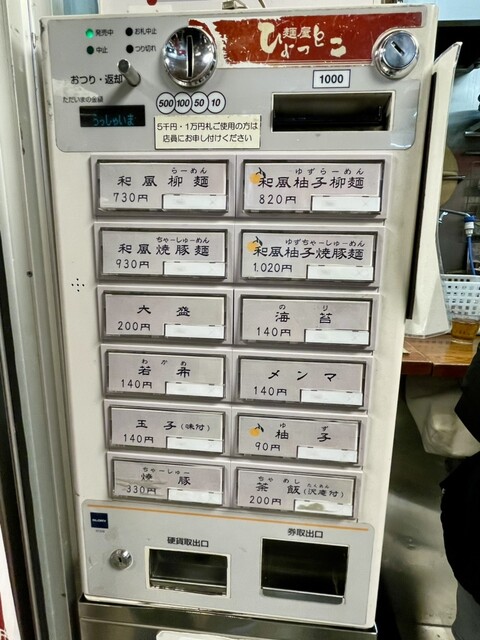 発売中
お札中止
中止
つり切れ
おつり・返却
ただいまの金額
らっしゃいま
500 100 50 10
麺屋
ひょっとこ
1000
5千円・1万円札ご使用の方は
店員にお申し付けください
らーめん
和風柳麺
730円
ゆずらーめん
和風柚子柳麺
820円
ちゃーしゅーめん
和風焼豚麺
930円
ゆずちゃーしゅーめん
和風柚子焼豚麺
1,020円
大盛
200円
のり
海苔
140円
わかめ
若布
140円
メンマ
140円
玉子(味付)
140円
ゆず
柚子
90円
ちゃーしゅー
焼豚
330円
ちゃめし
茶飯(沢庵付)
200円
硬貨取出口
券取出口